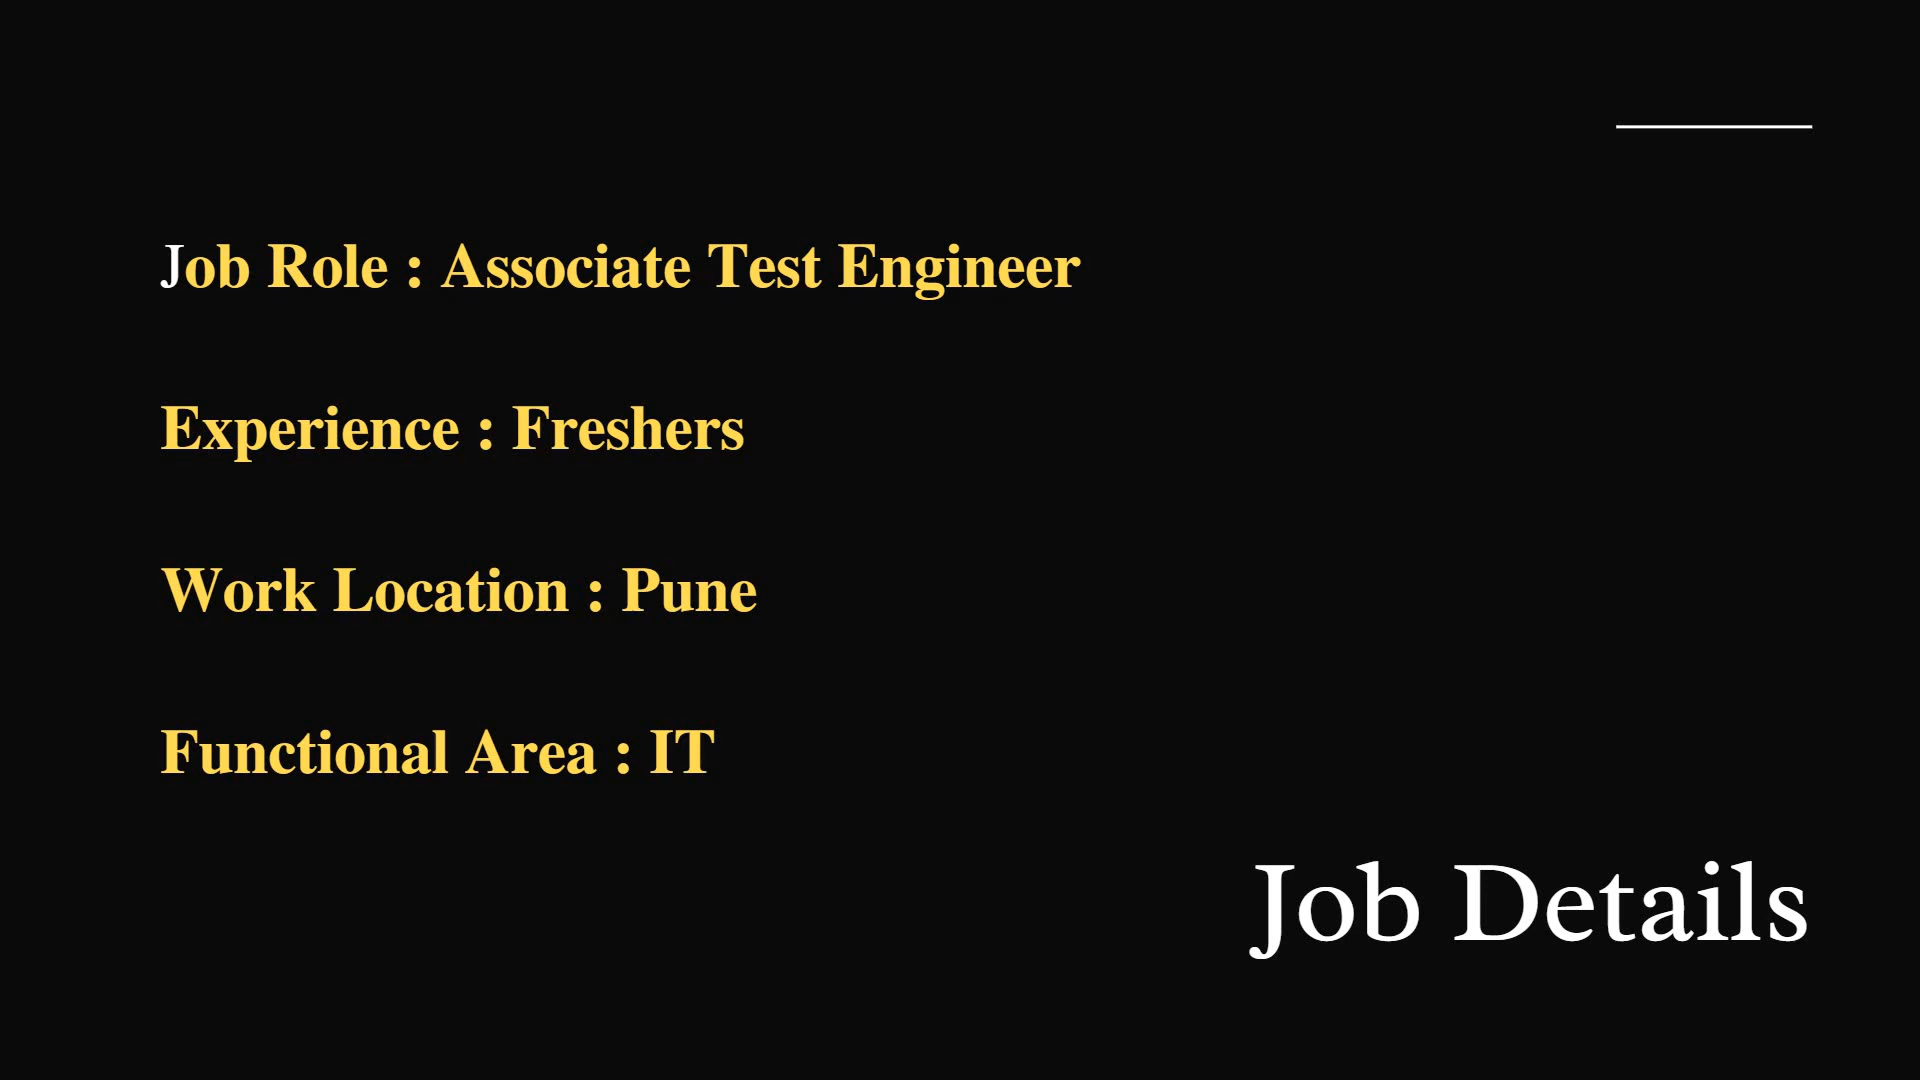 Job Role : Associate Test Engineer
Experience : Freshers
Work Location : Pune
Functional Area : IT
Job Details